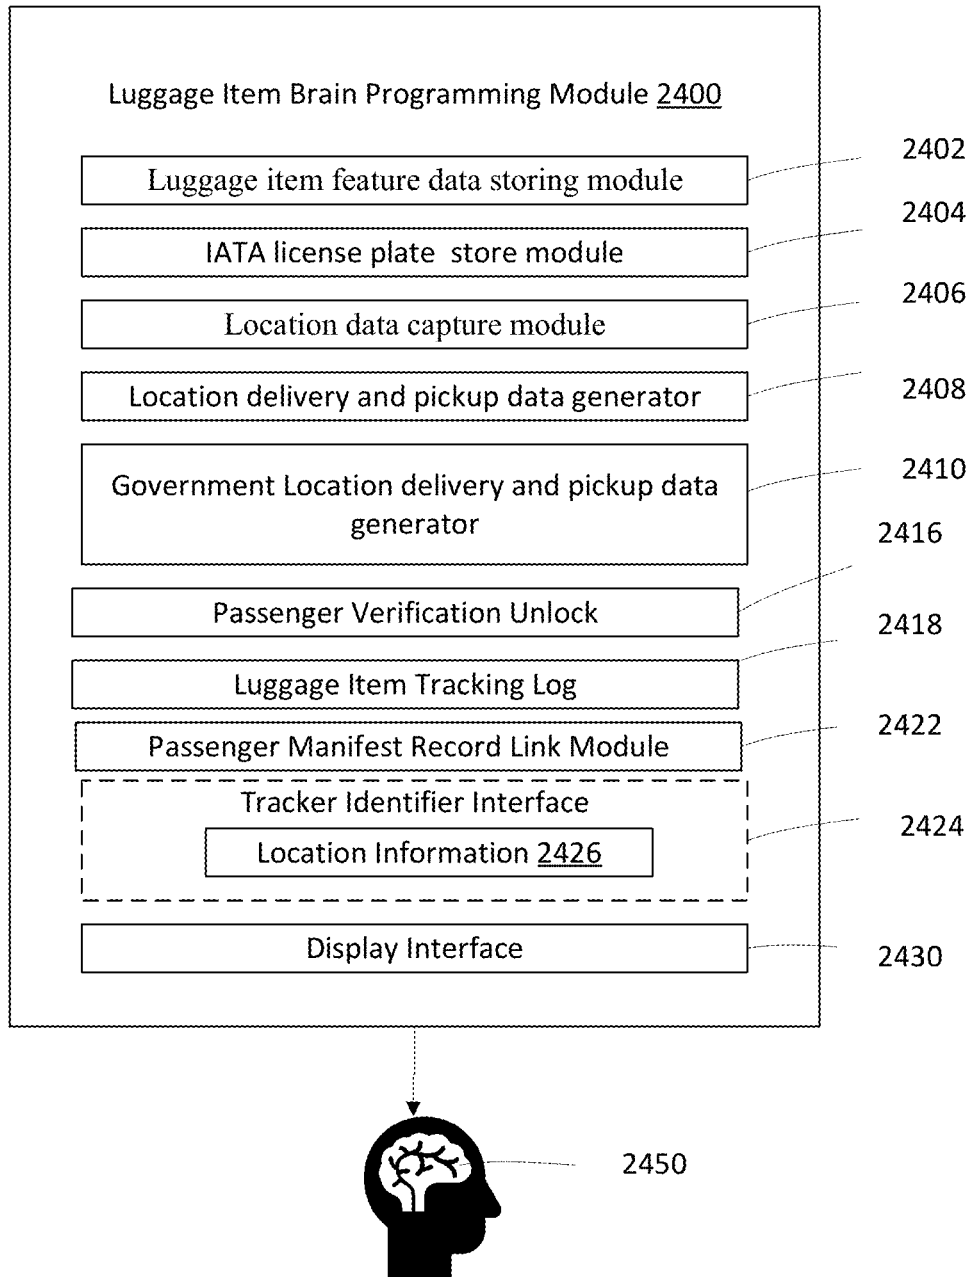 Luggage Item Brain Programming Module 2400
2402
Luggage item feature data storing module
2404
IATA license plate store module
2406
Location data capture module
2408
Location delivery and pickup data generator
2410
Government Location delivery and pickup data
generator
2416
Passenger Verification Unlock
2418
Luggage Item Tracking Log
2422
Passenger Manifest Record Link Module
Tracker Identifier Interface
2424
Location Information 2426
Display Interface
2430
2450